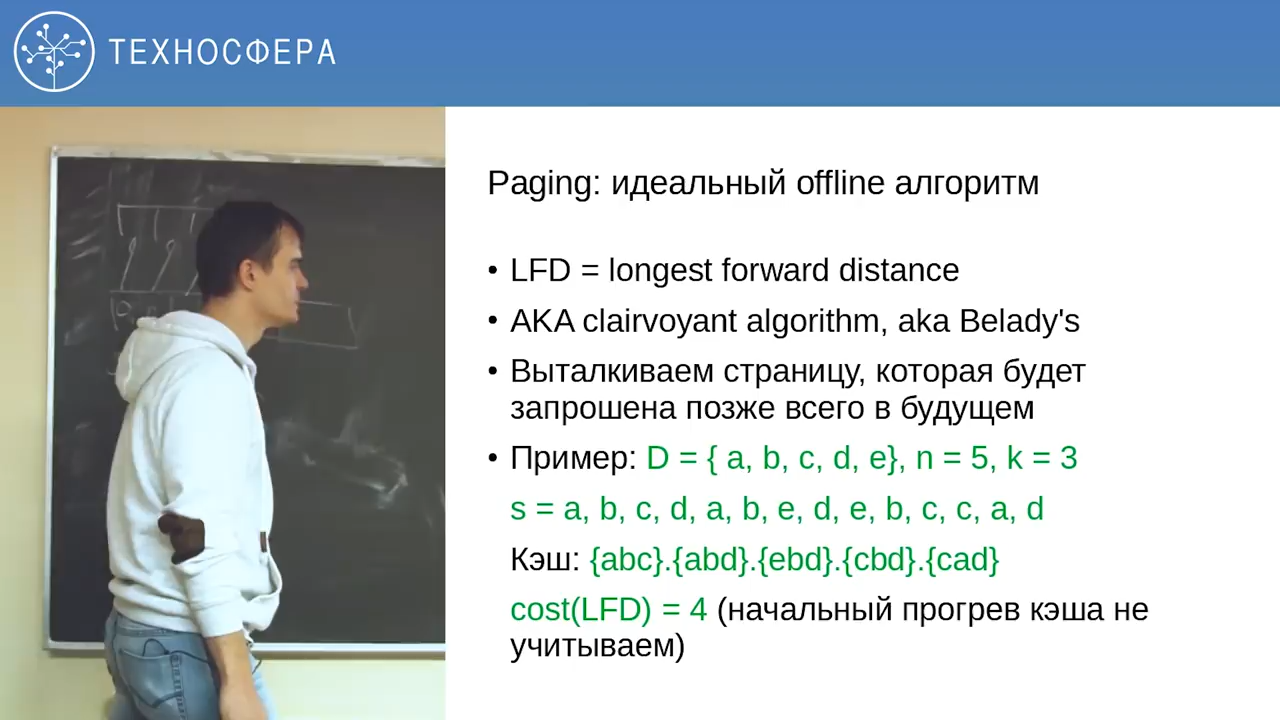 ТЕХНОСФЕРА
Paging: идеальный offline алгоритм
• LFD = longest forward distance
• AKA clairvoyant algorithm, aka Belady's
• Выталкиваем страницу, которая будет
запрошена позже всего в будущем
• Пример: D = { a, b, c, d, e}, n = 5, k = 3
s = a, b, c, d, a, b, e, d, e, b, c, c, a, d
Кэш: {abc}.{abd}.{ebd}.{cbd}.{cad}
cost(LFD) = 4 (начальный прогрев кэша не
учитываем)